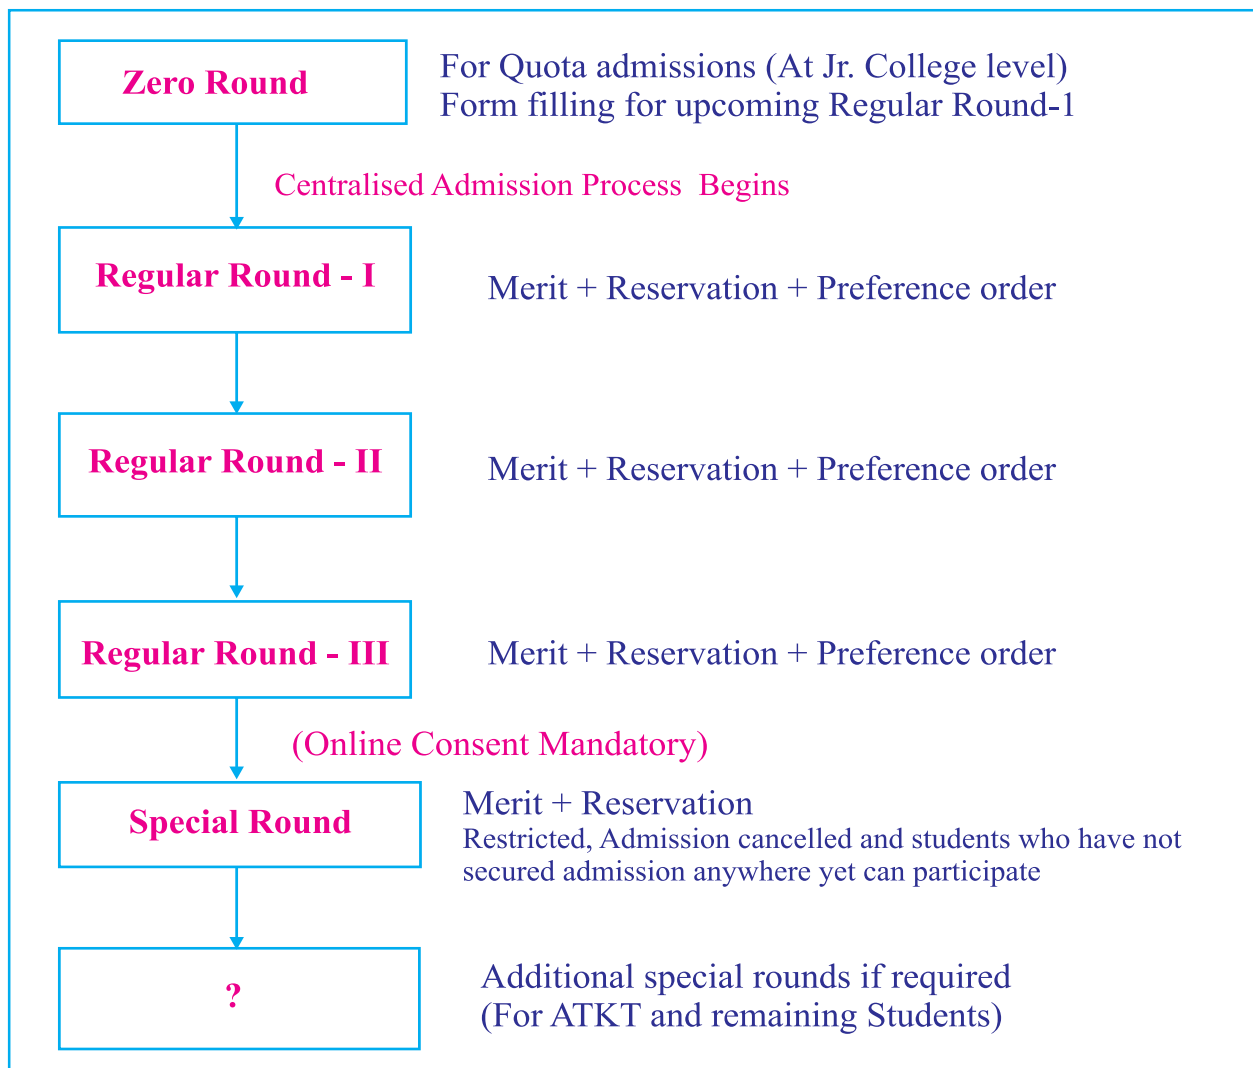 Zero Round
For Quota admissions (At Jr. College level)
Form filling for upcoming Regular Round-1
Centralised Admission Process Begins
Regular Round - I
Merit + Reservation + Preference order
Regular Round - II
Merit + Reservation + Preference order
Regular Round - III
Merit + Reservation + Preference order
(Online Consent Mandatory)
Special Round
Merit + Reservation
Restricted, Admission cancelled and students who have not
secured admission anywhere yet can participate
?
Additional special rounds if required
(For ATKT and remaining Students)